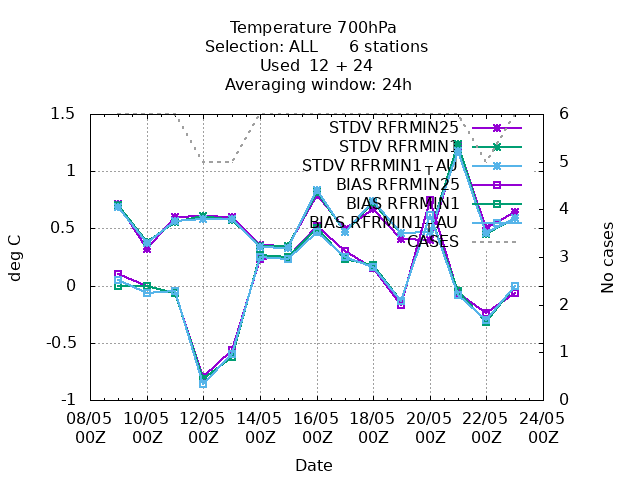 Temperature 700hPa
Selection: ALL      6 stations
Used  12 + 24
Averaging window: 24h
1.5
1
0.5
0
-0.5
-1
deg C
6
5
4
3
2
1
0
No cases
STDV RFRMIN25
STDV RFRMIN1
STDV RFRMIN1_TAU
BIAS RFRMIN25
BIAS RFRMIN1
BIAS RFRMIN1_TAU
CASES
08/05 10/05 12/05 14/05 16/05 18/05 20/05 22/05 24/05
00Z 00Z 00Z 00Z 00Z 00Z 00Z 00Z 00Z
Date